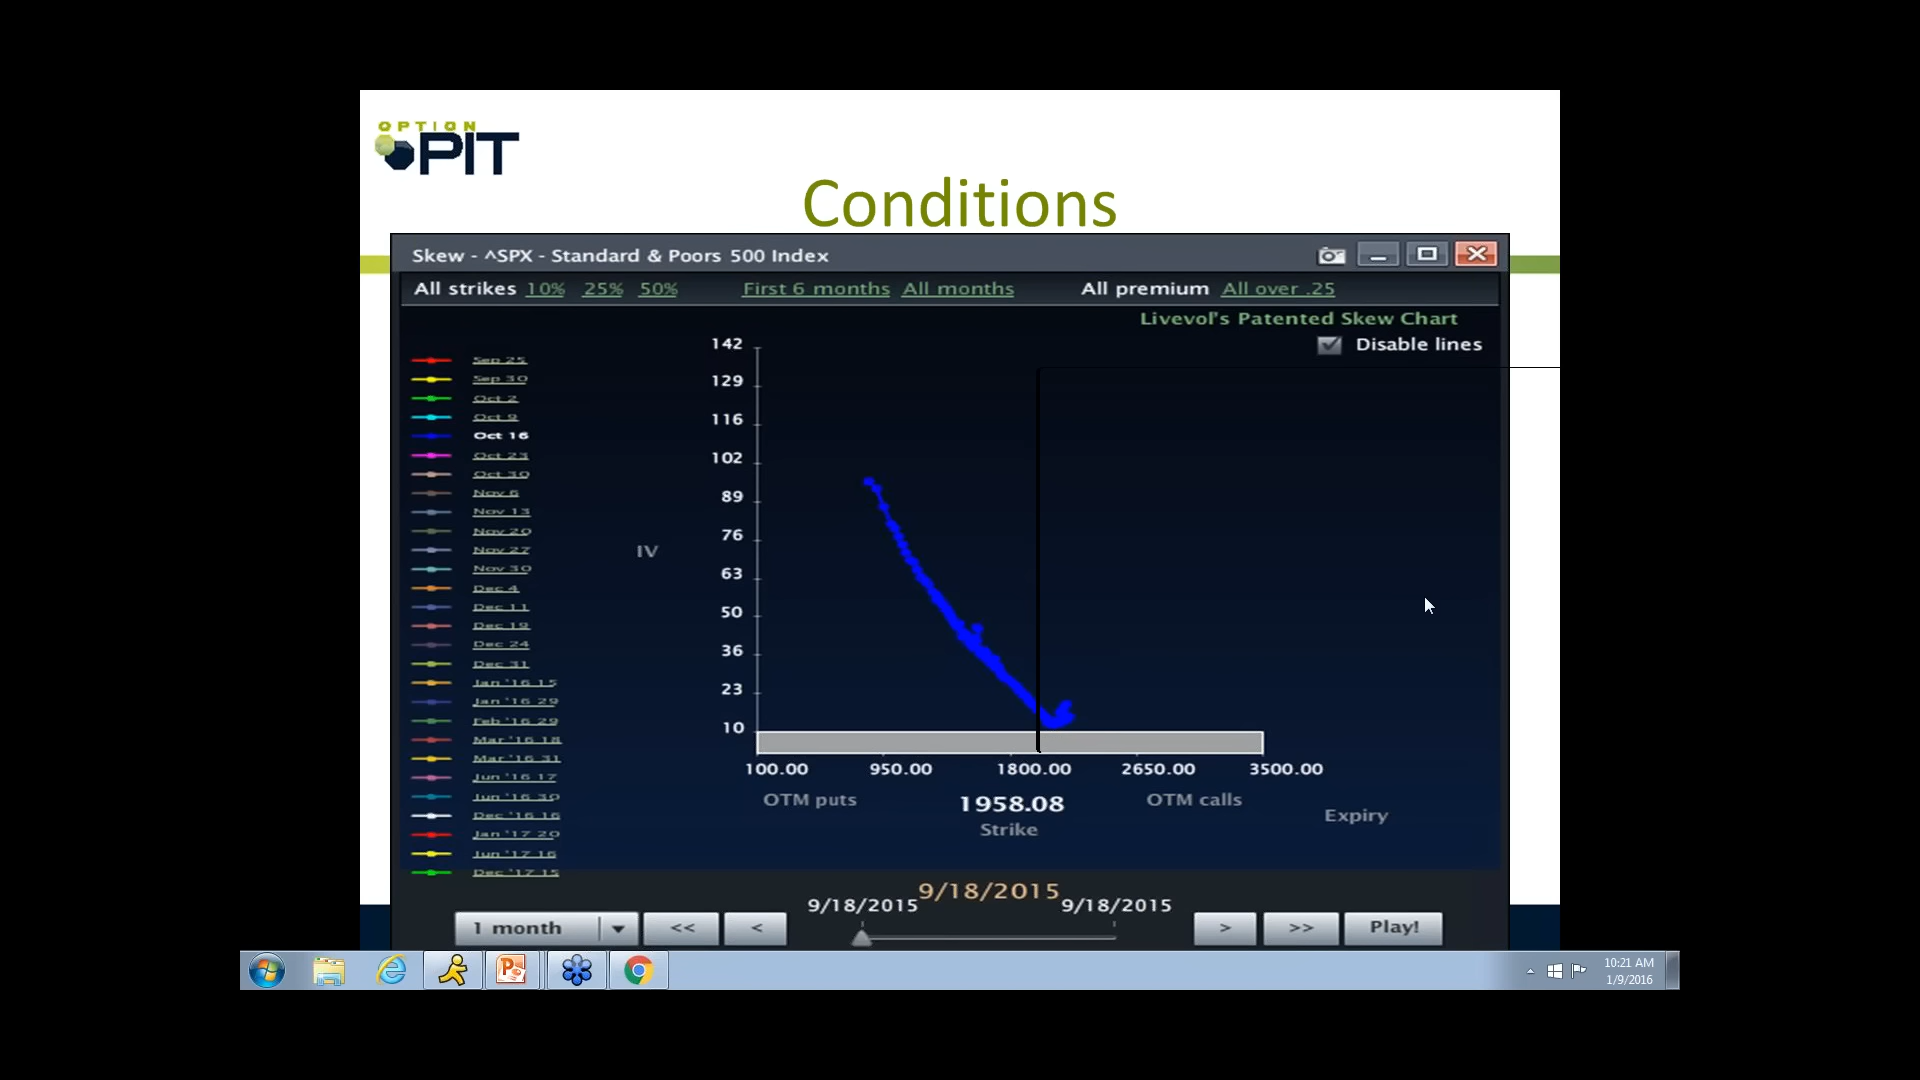 OPTION
PIT
Conditions
Skew - ^SPX - Standard & Poors 500 Index
All strikes 10% 25% 50% First 6 months All months All premium All over .25
Livevol's Patented Skew Chart
Disable lines
Sep 25
Sep 30
Oct 2
Oct 9
Oct 16
Oct 23
Oct 30
Nov 6
Nov 13
Nov 20
Nov 27
Nov 30
Dec 4
Dec 11
Dec 19
Dec 24
Dec 31
Jan '16 15
Jan '16 29
Feb '16 29
Mar '16 18
Mar '16 31
Jun '16 17
Jun '16 30
Dec '16 16
Jan '17 20
Jun '17 16
Dec '17 15
IV
142
129
116
102
89
76
63
50
36
23
10
100.00 950.00 1800.00 2650.00 3500.00
OTM puts 1958.08 OTM calls
Strike
Expiry
9/18/2015 9/18/2015 9/18/2015
1 month << < > >> Play!
10:21 AM
1/9/2016